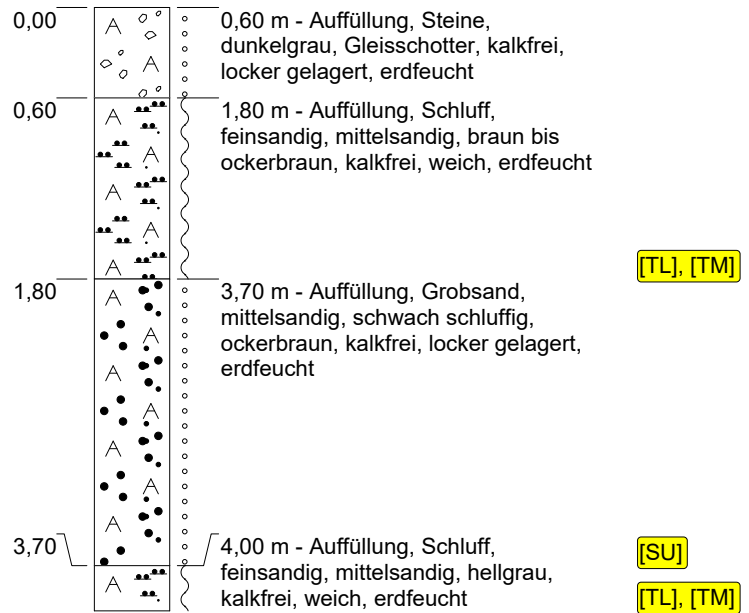 0,00
0,60 m - Auffüllung, Steine,
dunkelgrau, Gleisschotter, kalkfrei,
locker gelagert, erdfeucht
0,60
1,80 m - Auffüllung, Schluff,
feinsandig, mittelsandig, braun bis
ockerbraun, kalkfrei, weich, erdfeucht
[TL], [TM]
1,80
3,70 m - Auffüllung, Grobsand,
mittelsandig, schwach schluffig,
ockerbraun, kalkfrei, locker gelagert,
erdfeucht
3,70
4,00 m - Auffüllung, Schluff,
feinsandig, mittelsandig, hellgrau,
kalkfrei, weich, erdfeucht
[SU]
[TL], [TM]